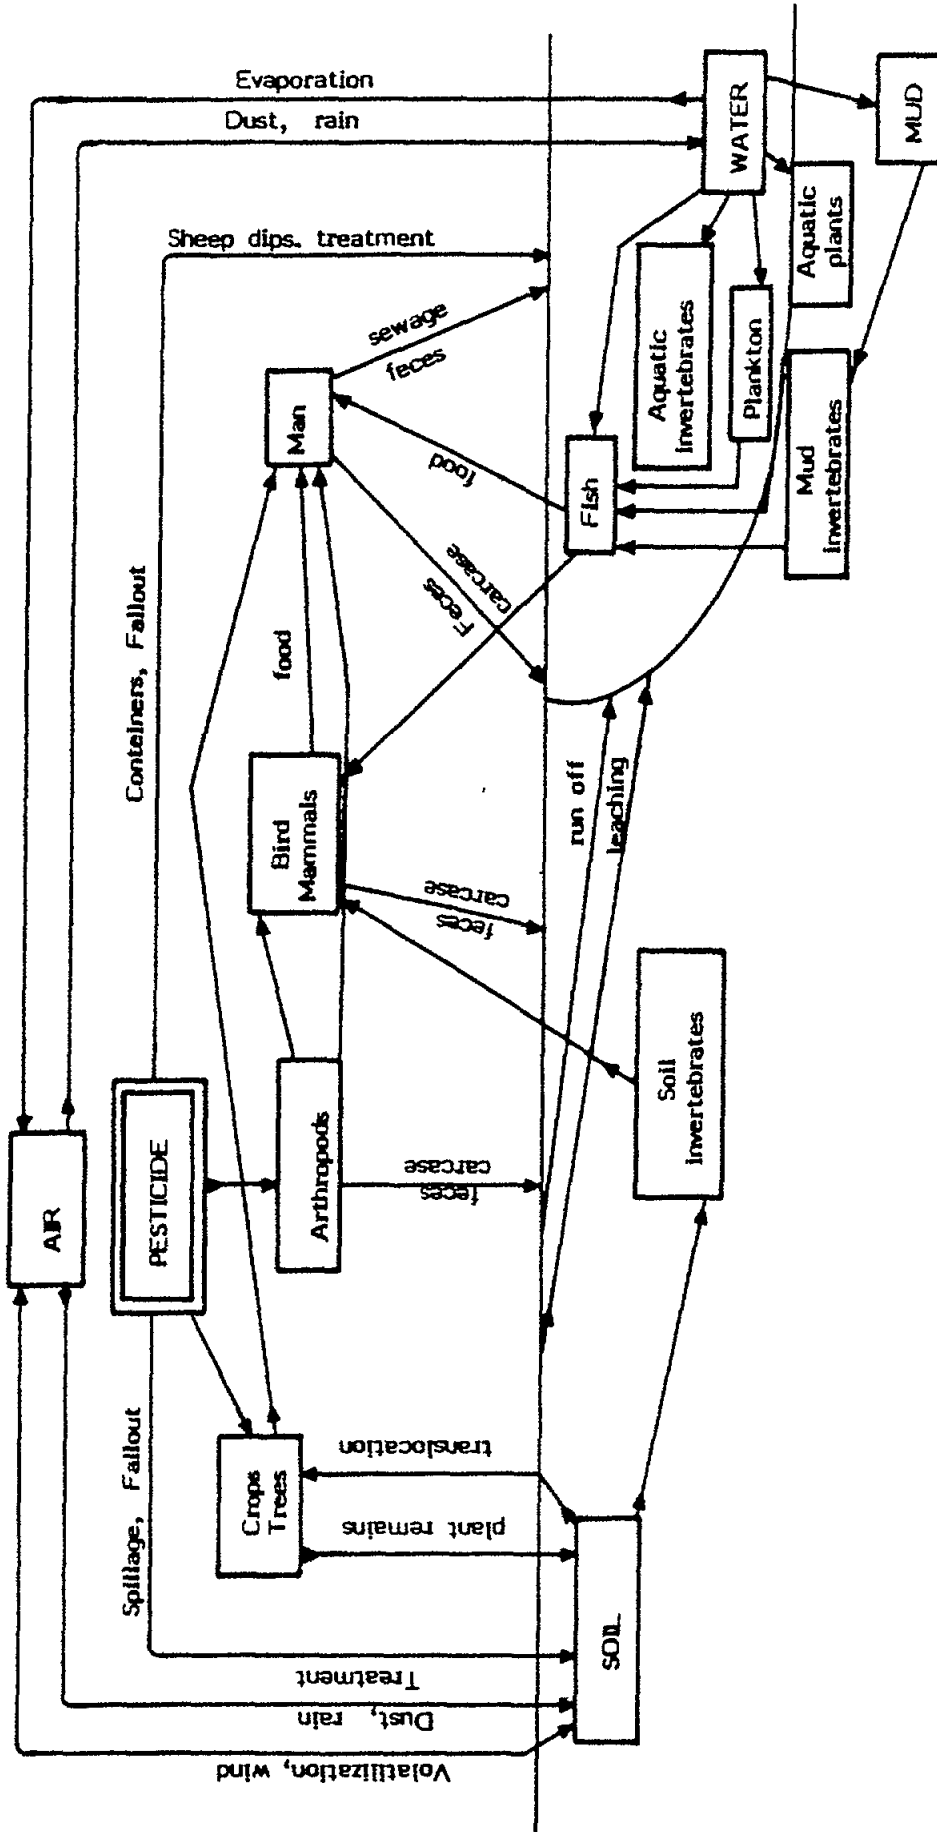 AIR
PESTICIDE
Spillage, Fallout
Conteiners, Fallout
Evaporation
Dust, rain
Sheep dips. treatment
Volatilization, wind
Dust, rain
Treatment
Crops
Trees
Arthropods
Bird
Mammals
Man
food
plant remains
translocation
feces
carcase
feces
carcase
Feces
carcase
food
sewage
feces
SOIL
Soil
invertebrates
run off
leaching
Fish
Aquatic
invertebrates
Plankton
WATER
Mud
invertebrates
Aquatic
plants
MUD